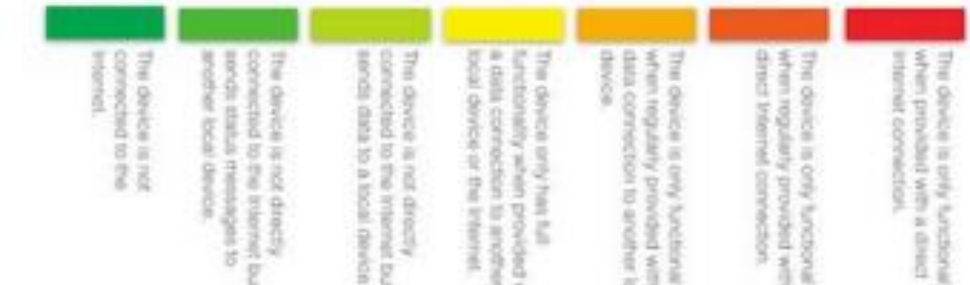 The device is not
connected to the
internet.
The device is not directly
connected to the Internet bu
sends status messages to
another local device.
The device is not directly
connected to the Internet bu
sends data to a local device
The device only has full
functionality when provided
a data connection to another
local device or the Internet.
The device is only functional
when regularly provided with
data connection to another
device.
The device is only functional
when regularly provided with
direct Internet connection.
The device is only functional
when provided with a direct
Internet connection.